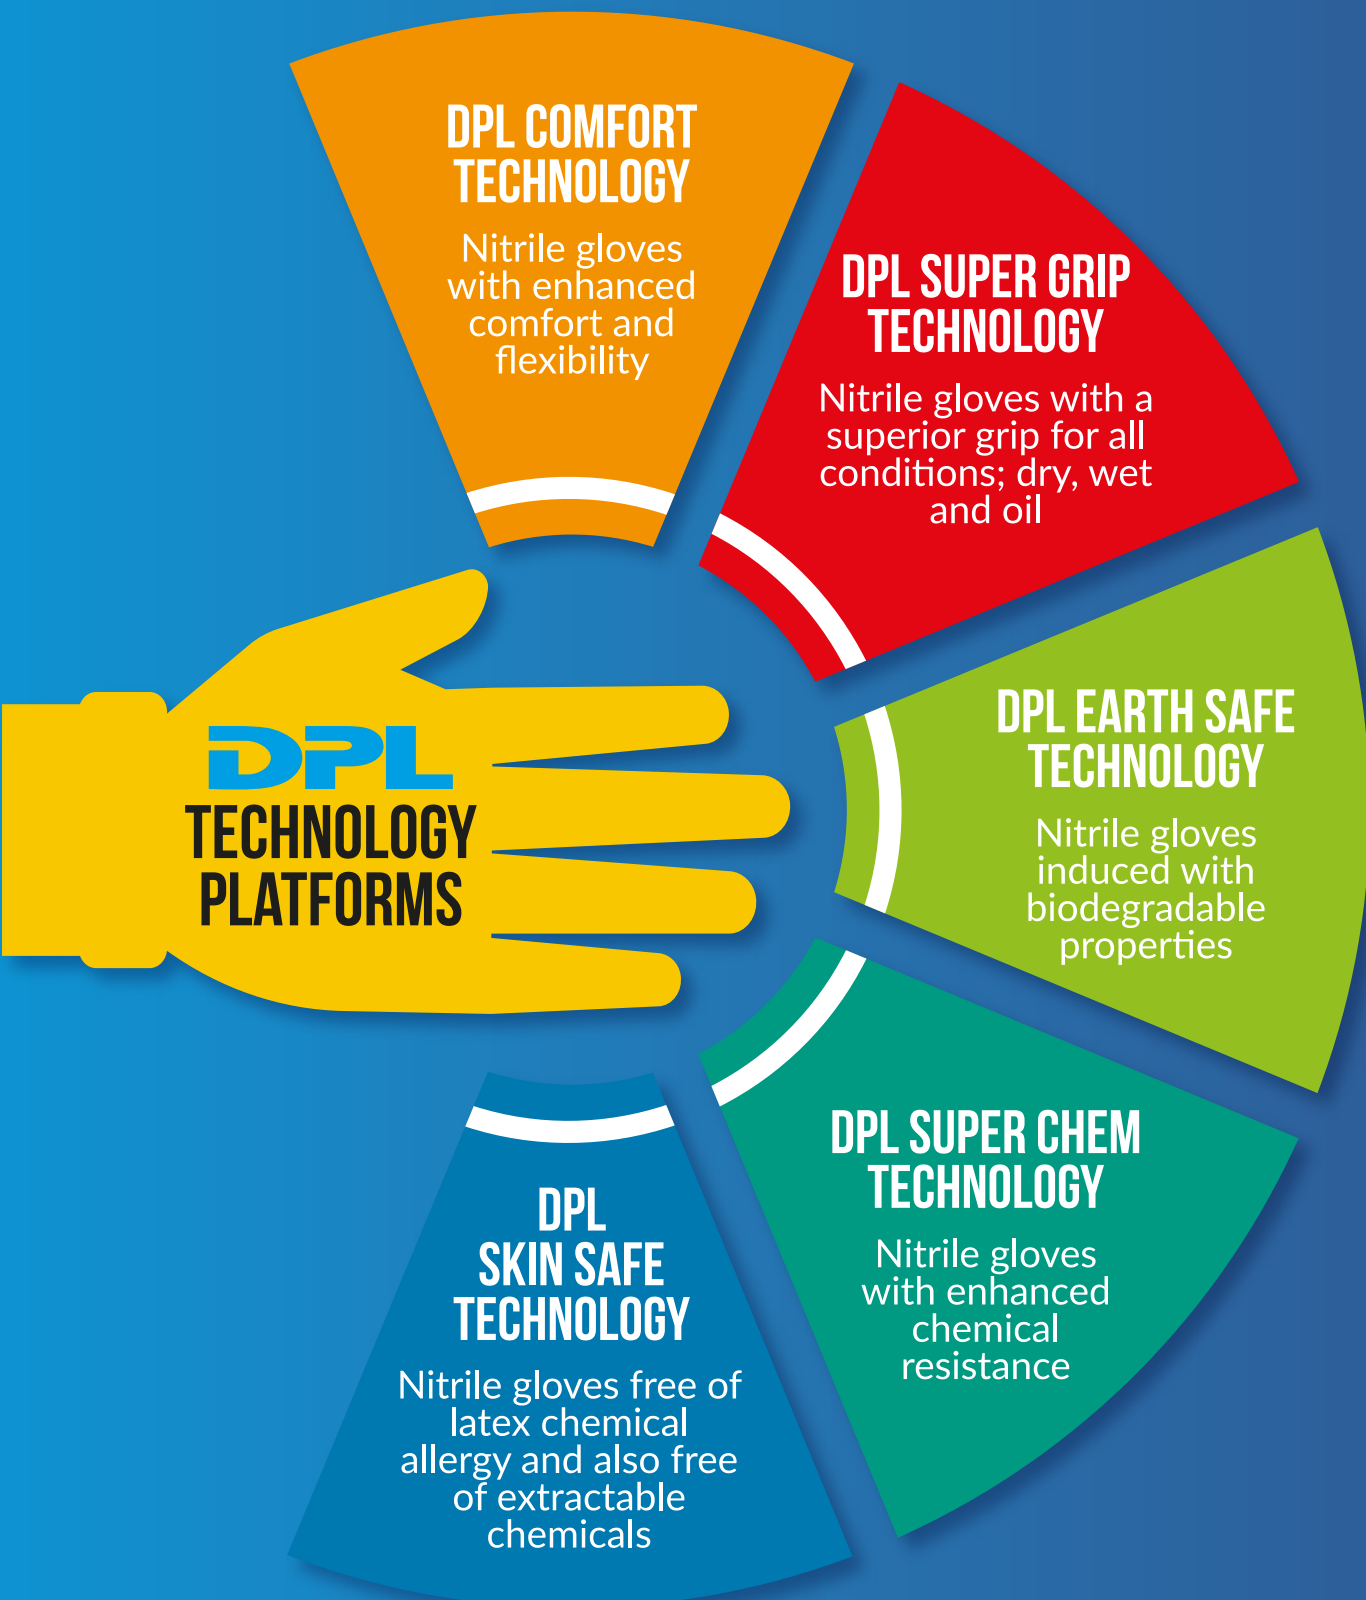 DPL COMFORT
TECHNOLOGY
Nitrile gloves
with enhanced
comfort and
flexibility
DPL SUPER GRIP
TECHNOLOGY
Nitrile gloves with a
superior grip for all
conditions; dry, wet
and oil
DPL
TECHNOLOGY
PLATFORMS
DPL EARTH SAFE
TECHNOLOGY
Nitrile gloves
induced with
biodegradable
properties
DPL SUPER CHEM
TECHNOLOGY
Nitrile gloves
with enhanced
chemical
resistance
DPL
SKIN SAFE
TECHNOLOGY
Nitrile gloves free of
latex chemical
allergy and also free
of extractable
chemicals